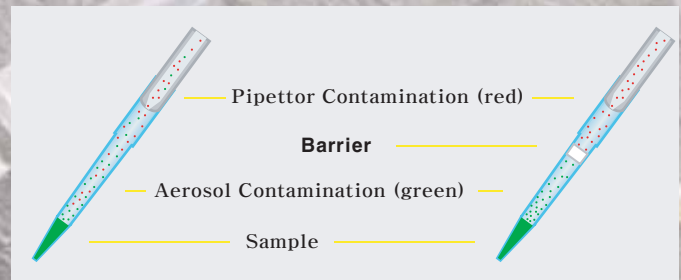 Pipettor Contamination (red)
Barrier
Aerosol Contamination (green)
Sample